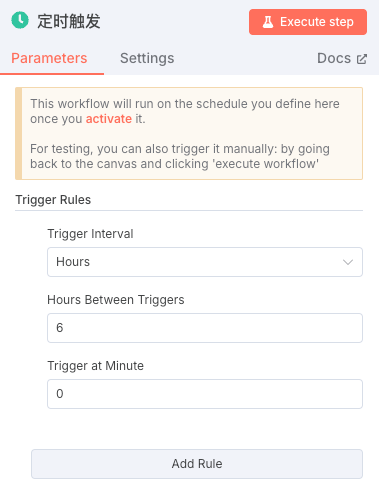 定时触发
Execute step
Parameters
Settings
Docs
This workflow will run on the schedule you define here
once you activate it.
For testing, you can also trigger it manually: by going
back to the canvas and clicking 'execute workflow'
Trigger Rules
Trigger Interval
Hours
Hours Between Triggers
6
Trigger at Minute
0
Add Rule